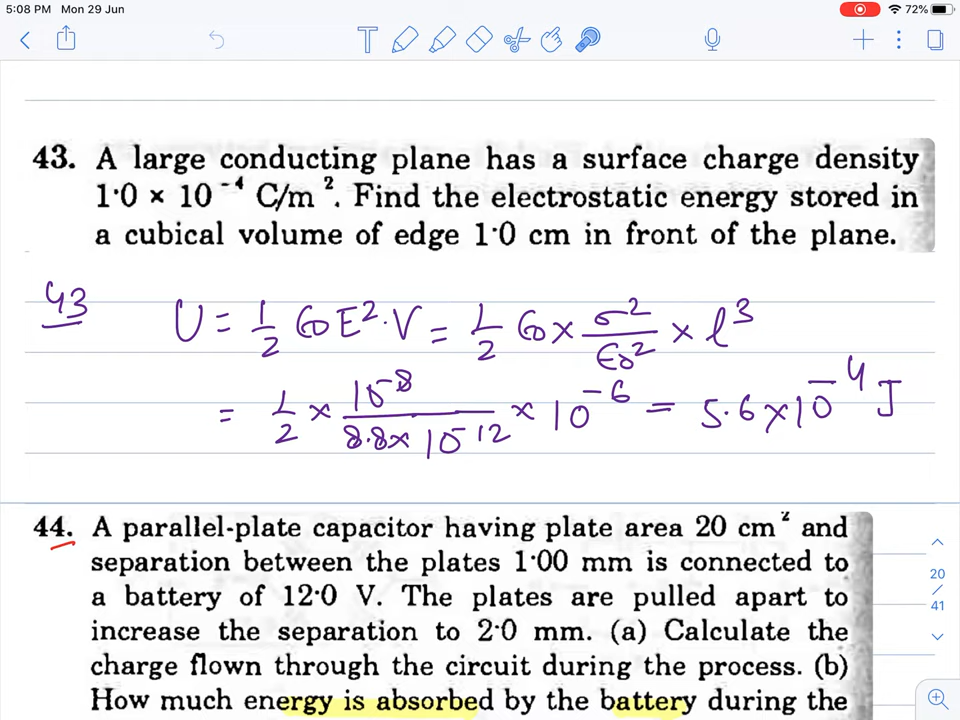 5:08 PM Mon 29 Jun 72%
43. A large conducting plane has a surface charge density
1·0 × 10⁻⁴ C/m². Find the electrostatic energy stored in
a cubical volume of edge 1·0 cm in front of the plane.
43 U = 1/2 ϵ0 E² · V = 1/2 ϵ0 × σ²/ϵ0² × l³
= 1/2 × 10⁻⁸/8.8×10⁻¹² × 10⁻⁶ = 5.6×10⁻⁴ J
44. A parallel-plate capacitor having plate area 20 cm² and
separation between the plates 1·00 mm is connected to
a battery of 12·0 V. The plates are pulled apart to
increase the separation to 2·0 mm. (a) Calculate the
charge flown through the circuit during the process. (b)
How much energy is absorbed by the battery during the
20
/
41